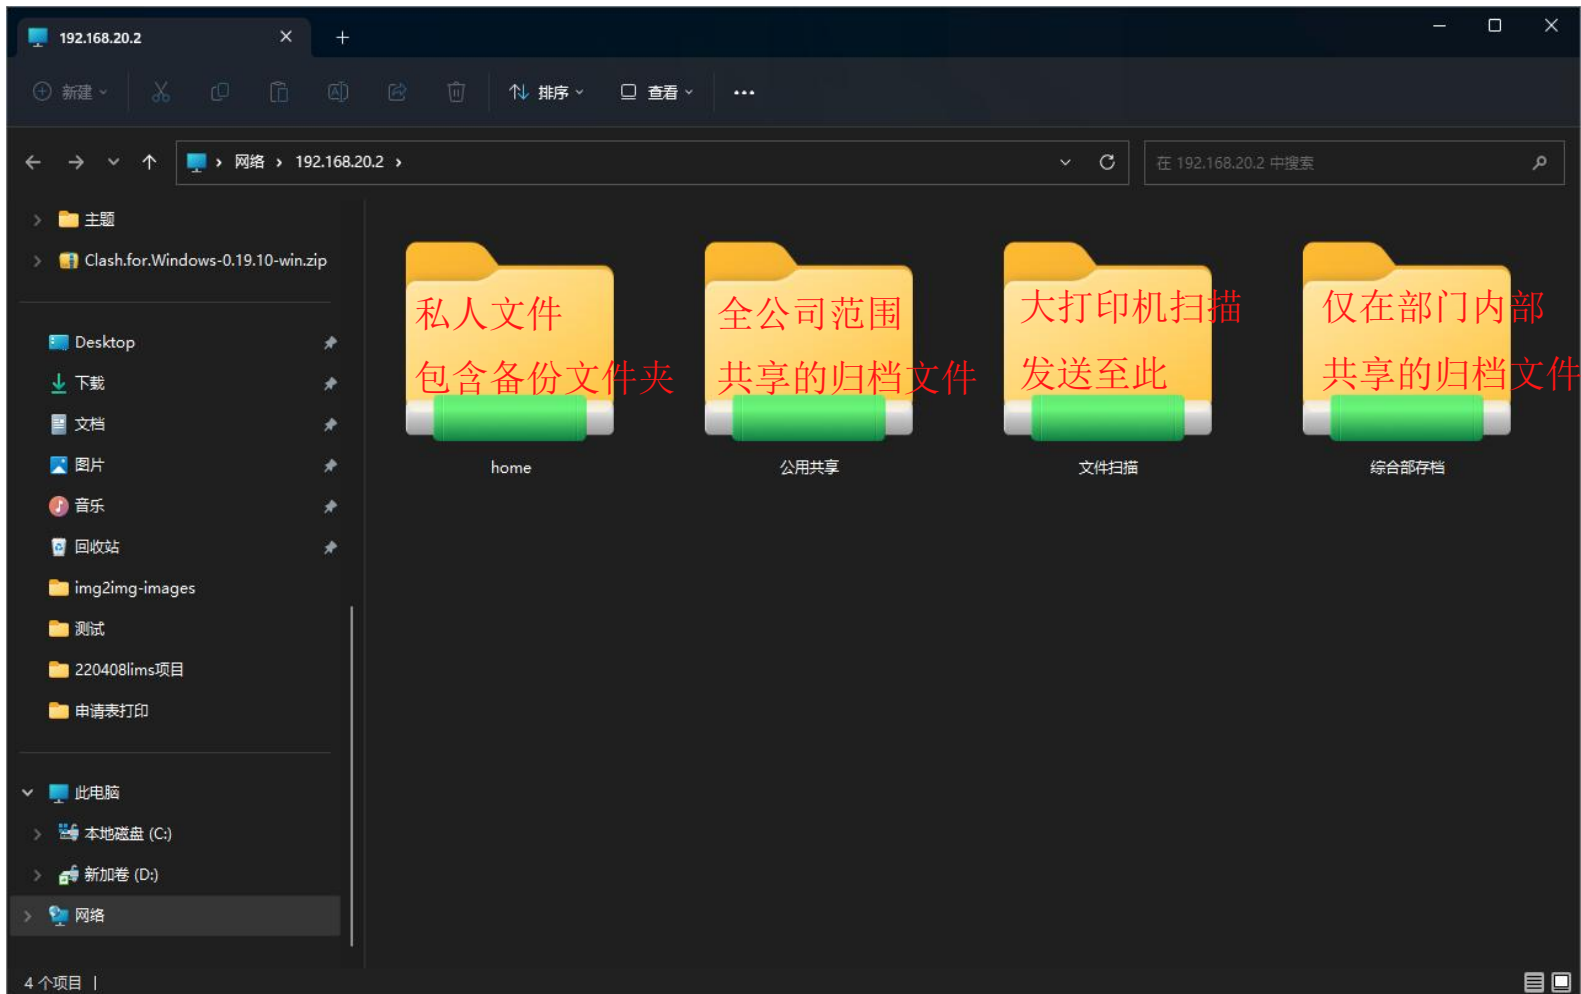 192.168.20.2
新建
排序
查看
网络 › 192.168.20.2 ›
在 192.168.20.2 中搜索
主题
Clash.for.Windows-0.19.10-win.zip
Desktop
下载
文档
图片
音乐
回收站
img2img-images
测试
220408lims项目
申请表打印
此电脑
本地磁盘 (C:)
新加卷 (D:)
网络
私人文件
包含备份文件夹
home
全公司范围
共享的归档文件
公用共享
大打印机扫描
发送至此
文件扫描
仅在部门内部
共享的归档文件
综合部存档
4 个项目